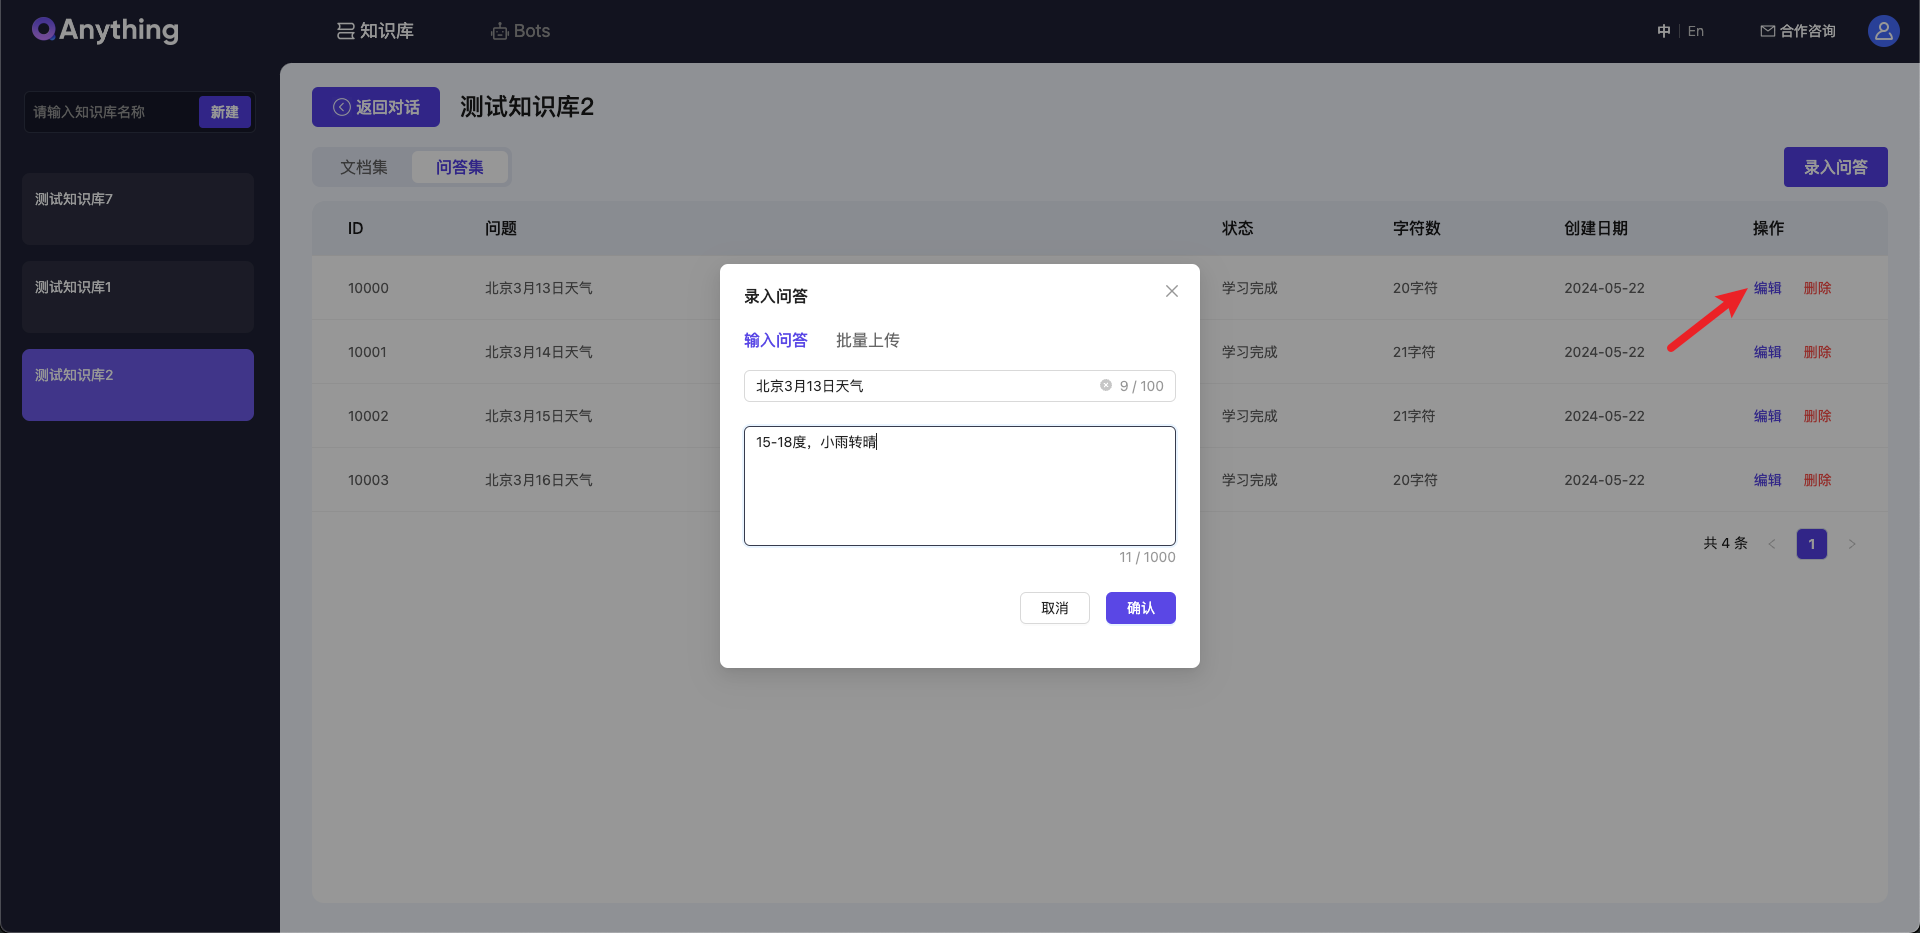 QAnything
知识库
Bots
中 | En
合作咨询
请输入知识库名称
新建
测试知识库7
测试知识库1
测试知识库2
返回对话
测试知识库2
文档集
问答集
录入问答
ID 问题 状态 字符数 创建日期 操作
10000 北京3月13日天气 学习完成 20字符 2024-05-22 编辑 删除
10001 北京3月14日天气 学习完成 21字符 2024-05-22 编辑 删除
10002 北京3月15日天气 学习完成 21字符 2024-05-22 编辑 删除
10003 北京3月16日天气 学习完成 20字符 2024-05-22 编辑 删除
共 4 条 < 1 >
录入问答
输入问答 批量上传
北京3月13日天气 9 / 100
15-18度，小雨转晴
11 / 1000
取消 确认